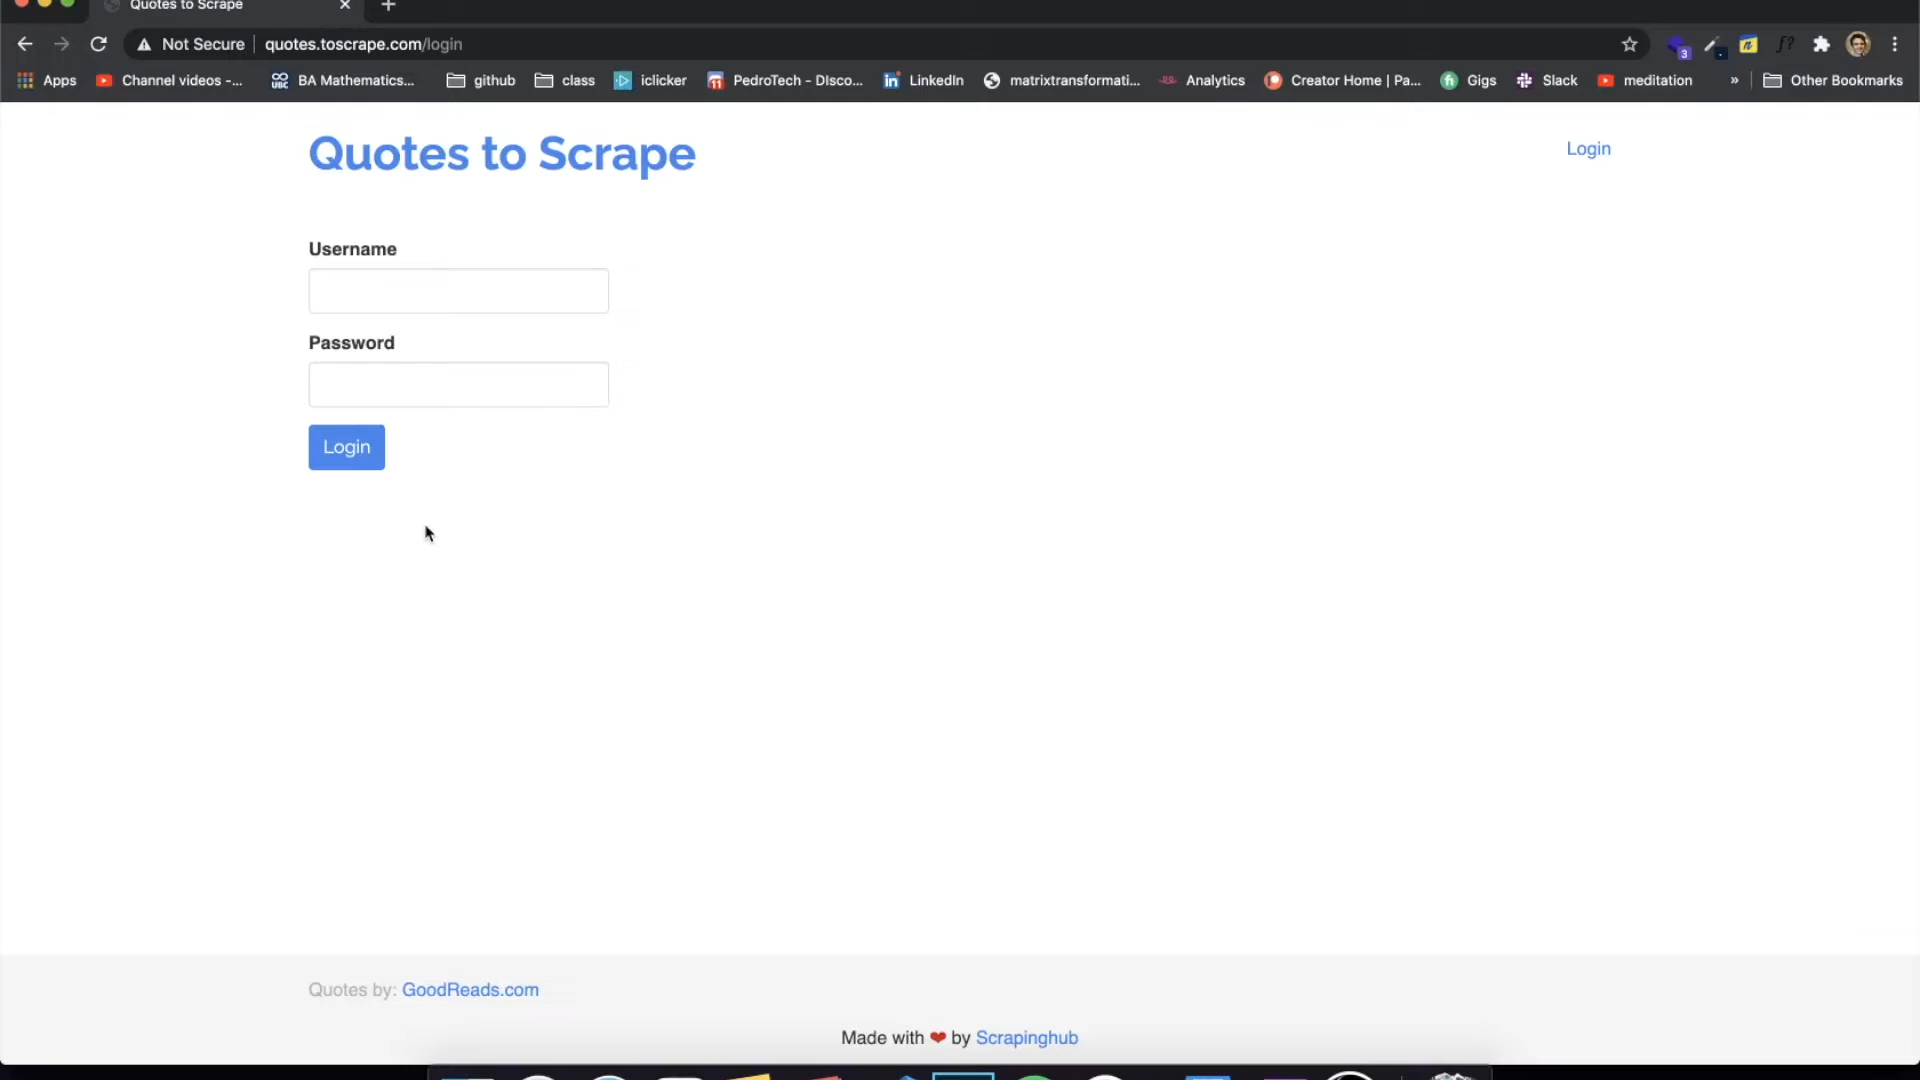 Quotes to Scrape
Not Secure quotes.toscrape.com/login
3
Apps Channel videos -... BA Mathematics... github class iclicker PedroTech - DIsco... LinkedIn matrixtransformati... Analytics Creator Home | Pa... Gigs Slack meditation » Other Bookmarks
Quotes to Scrape
Login
Username
Password
Login
Quotes by: GoodReads.com
Made with ❤ by Scrapinghub